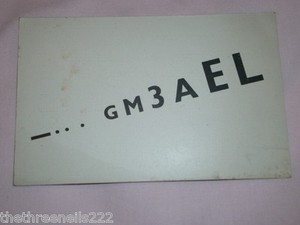 —·· · GM3AEL
thethreenells222